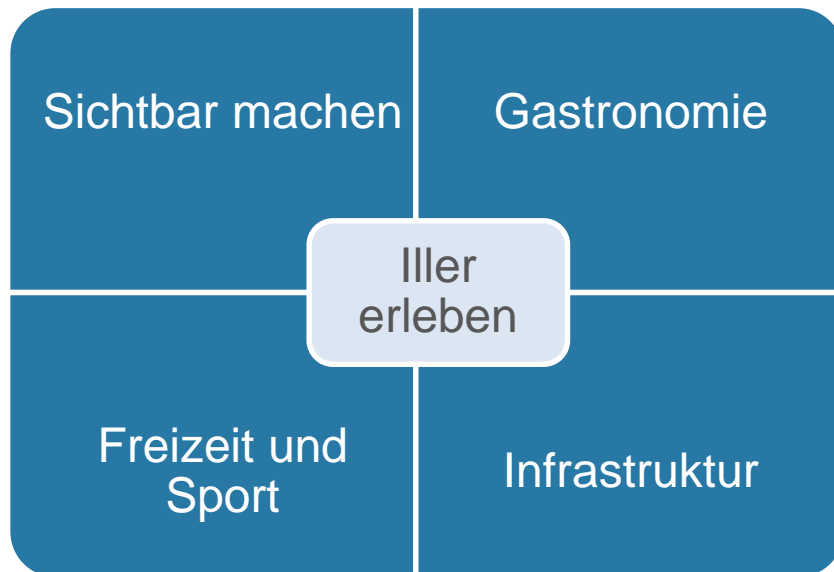 Sichtbar machen
Gastronomie
Iller
erleben
Freizeit und
Sport
Infrastruktur